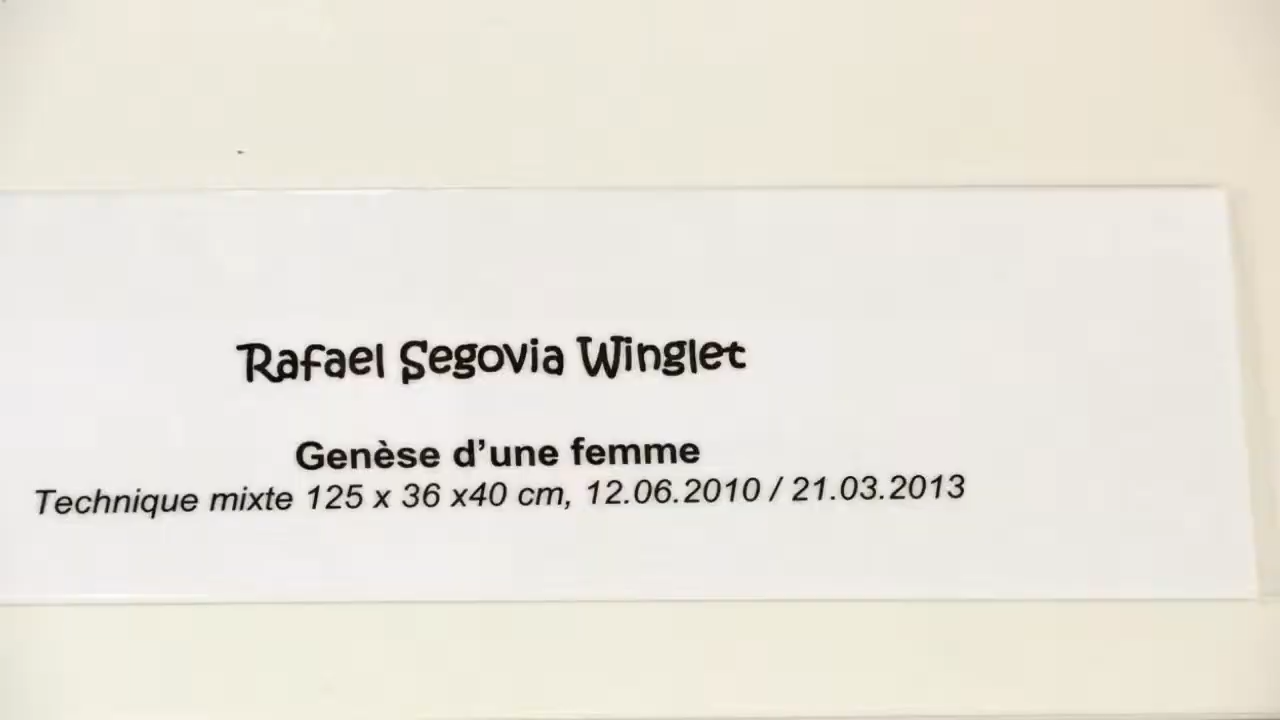 Rafael Segovia Winglet
Genèse d’une femme
Technique mixte 125 x 36 x40 cm, 12.06.2010 / 21.03.2013